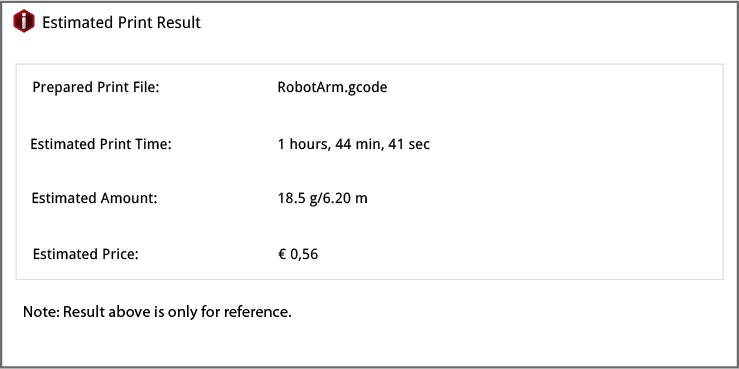 Estimated Print Result
Prepared Print File: RobotArm.gcode
Estimated Print Time: 1 hours, 44 min, 41 sec
Estimated Amount: 18.5 g/6.20 m
Estimated Price: € 0,56
Note: Result above is only for reference.